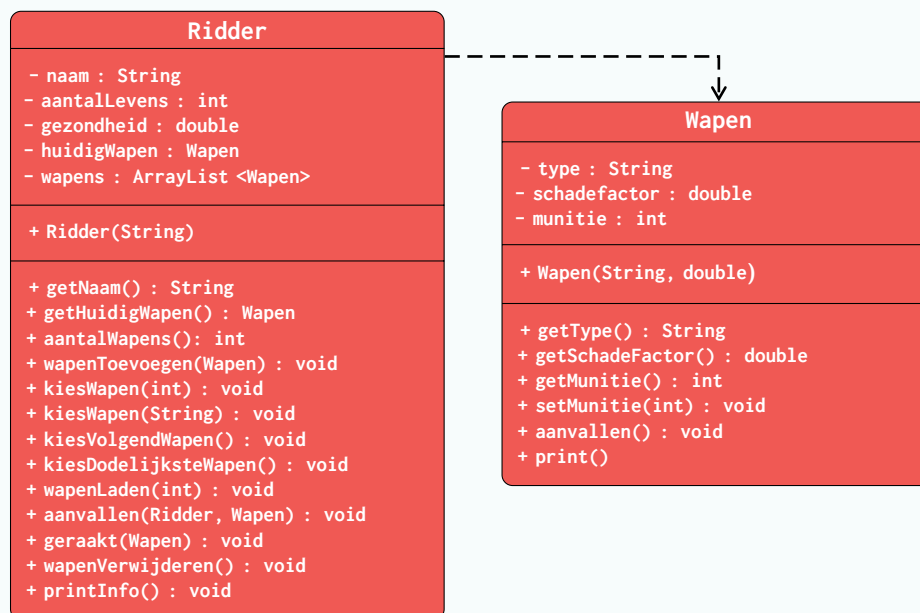 Ridder
- naam : String
- aantalLevens : int
- gezondheid : double
- huidigWapen : Wapen
- wapens : ArrayList <Wapen>
+ Ridder(String)
+ getNaam() : String
+ getHuidigWapen() : Wapen
+ aantalWapens(): int
+ wapenToevoegen(Wapen) : void
+ kiesWapen(int) : void
+ kiesWapen(String) : void
+ kiesVolgendWapen() : void
+ kiesDodelijksteWapen() : void
+ wapenLaden(int) : void
+ aanvallen(Ridder, Wapen) : void
+ geraakt(Wapen) : void
+ wapenVerwijderen() : void
+ printInfo() : void
Wapen
- type : String
- schadefactor : double
- munitie : int
+ Wapen(String, double)
+ getType() : String
+ getSchadeFactor() : double
+ getMunitie() : int
+ setMunitie(int) : void
+ aanvallen() : void
+ print()